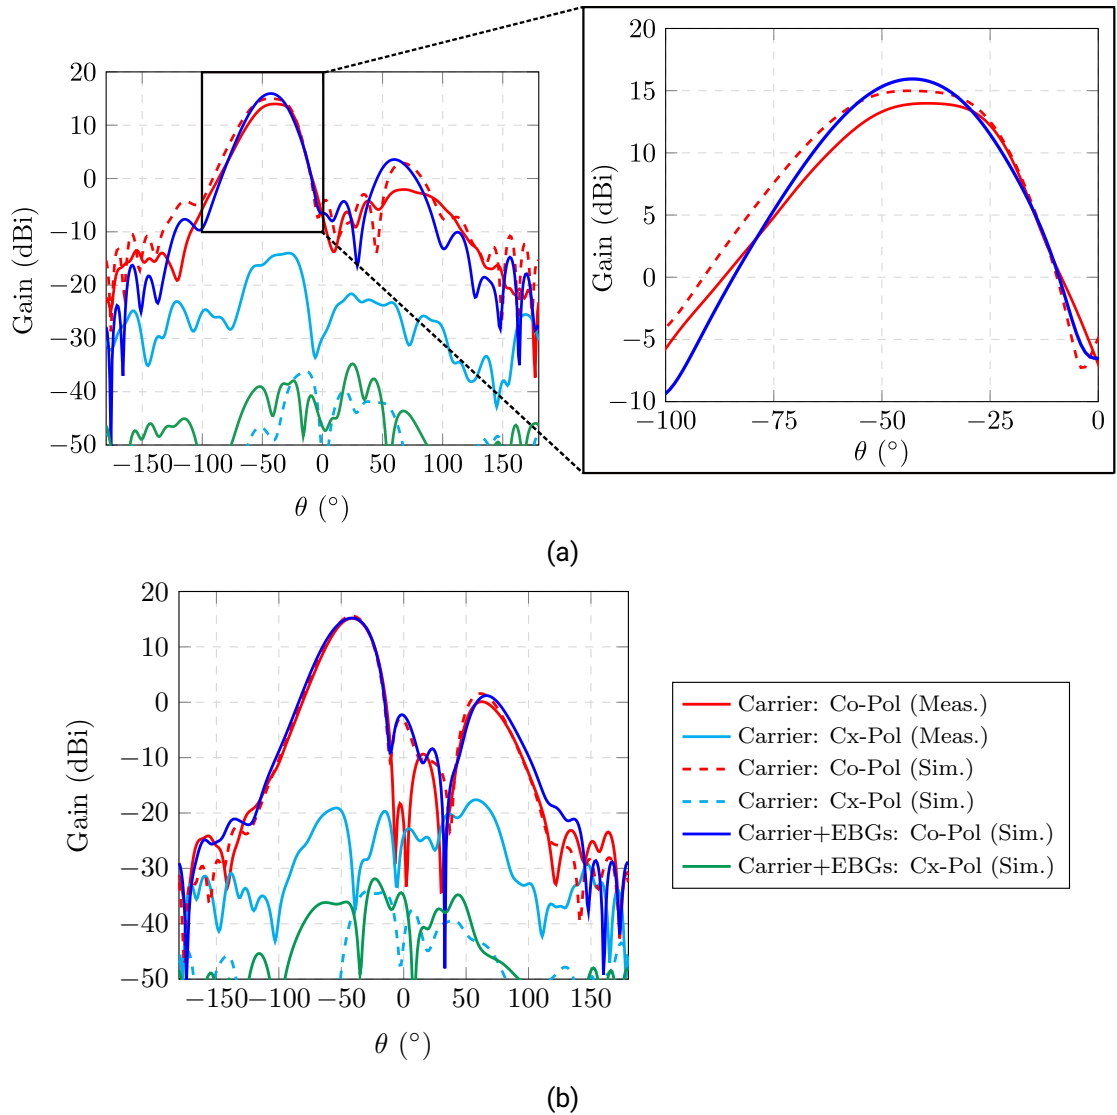 20
10
0
−10
−20
−30
−40
−50
Gain (dBi)
−150 −100 −50 0 50 100 150
θ (°)
20
15
10
5
0
−5
−10
Gain (dBi)
−100 −75 −50 −25 0
θ (°)
(a)
20
10
0
−10
−20
−30
−40
−50
Gain (dBi)
−150 −100 −50 0 50 100 150
θ (°)
Carrier: Co-Pol (Meas.)
Carrier: Cx-Pol (Meas.)
Carrier: Co-Pol (Sim.)
Carrier: Cx-Pol (Sim.)
Carrier+EBGs: Co-Pol (Sim.)
Carrier+EBGs: Cx-Pol (Sim.)
(b)